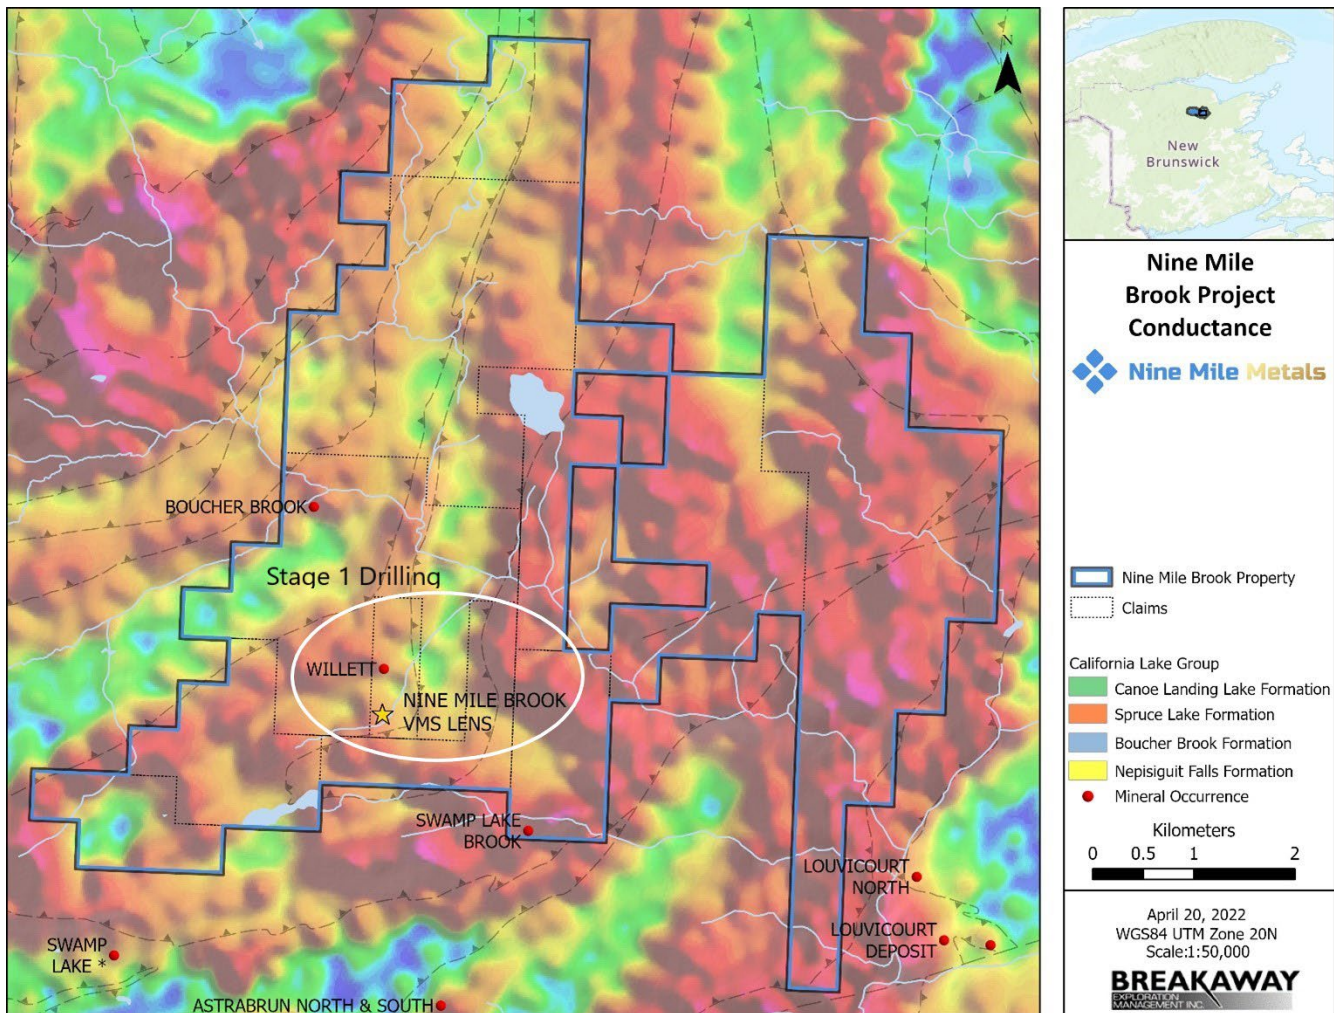 N
BOUCHER BROOK
Stage 1 Drilling
WILLETT
NINE MILE BROOK
VMS LENS
SWAMP LAKE
BROOK
LOUVICOURT
NORTH
LOUVICOURT
DEPOSIT
SWAMP
LAKE *
ASTRABRUN NORTH & SOUTH
New
Brunswick
Nine Mile
Brook Project
Conductance
Nine Mile Metals
Nine Mile Brook Property
Claims
California Lake Group
Canoe Landing Lake Formation
Spruce Lake Formation
Boucher Brook Formation
Nepisiguit Falls Formation
Mineral Occurrence
Kilometers
0 0.5 1 2
April 20, 2022
WGS84 UTM Zone 20N
Scale:1:50,000
BREAKAWAY
EXPLORATION
MANAGEMENT INC.